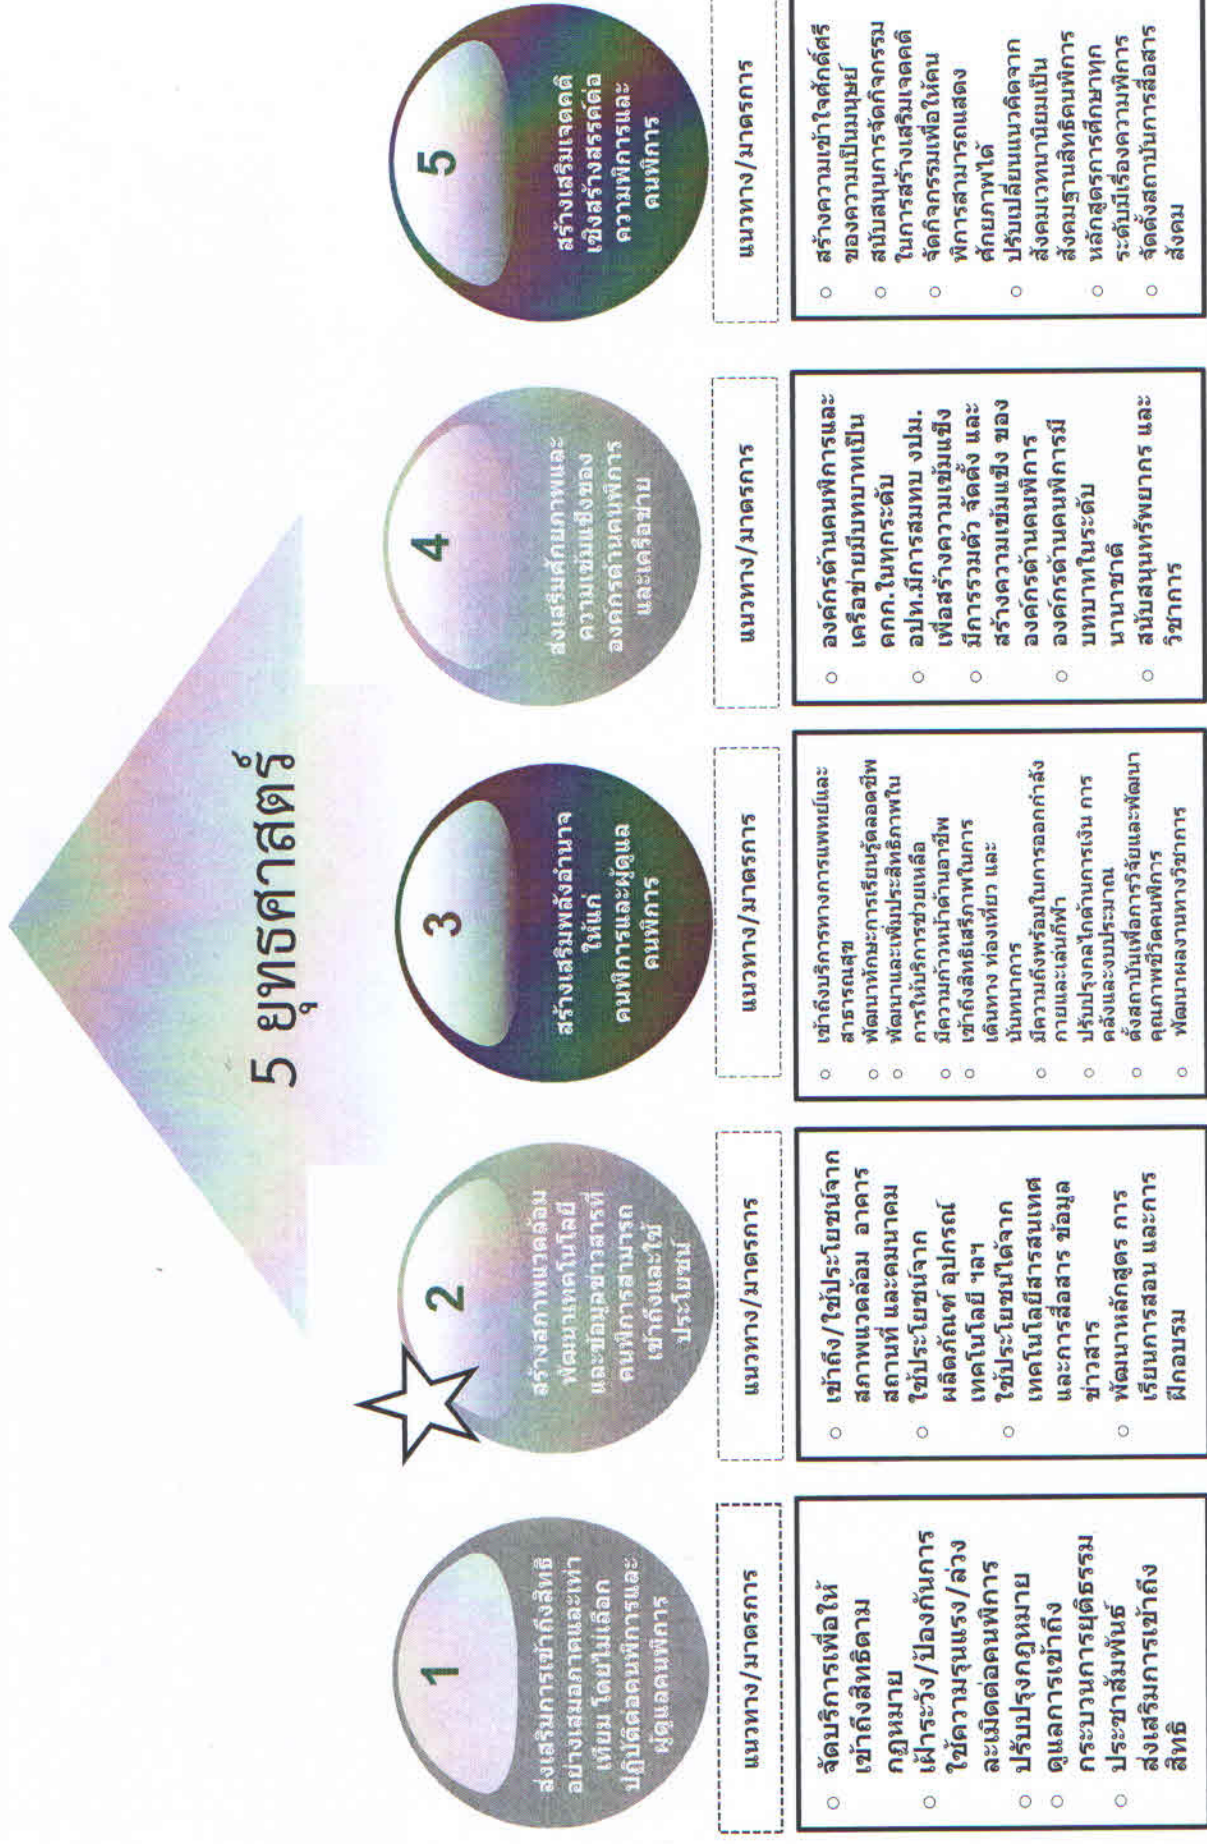 5 ยุทธศาสตร์
1
ส่งเสริมการเข้าถึงสิทธิ
อย่างเสมอภาคและเท่า
เทียม โดยไม่เลือก
ปฏิบัติต่อคนพิการและ
ผู้ดูแลคนพิการ
แนวทาง/มาตรการ
○ จัดบริการเพื่อให้
เข้าถึงสิทธิตาม
กฎหมาย
○ เฝ้าระวัง/ป้องกันการ
ใช้ความรุนแรง/ล่วง
ละเมิดต่อคนพิการ
○ ปรับปรุงกฎหมาย
○ ดูแลการเข้าถึง
กระบวนการยุติธรรม
○ ประชาสัมพันธ์
ส่งเสริมการเข้าถึง
สิทธิ
2
สร้างสภาพแวดล้อม
พัฒนาเทคโนโลยี
และข้อมูลข่าวสารที่
คนพิการสามารถ
เข้าถึงและใช้
ประโยชน์
แนวทาง/มาตรการ
○ เข้าถึง/ใช้ประโยชน์จาก
สภาพแวดล้อม อาคาร
สถานที่ และคมนาคม
○ ใช้ประโยชน์จาก
ผลิตภัณฑ์ อุปกรณ์
เทคโนโลยี ฯลฯ
○ ใช้ประโยชน์ได้จาก
เทคโนโลยีสารสนเทศ
และการสื่อสาร ข้อมูล
ข่าวสาร
○ พัฒนาหลักสูตร การ
เรียนการสอน และการ
ฝึกอบรม
3
สร้างเสริมพลังอำนาจ
ให้แก่
คนพิการและผู้ดูแล
คนพิการ
แนวทาง/มาตรการ
○ เข้าถึงบริการทางการแพทย์และ
สาธารณสุข
○ พัฒนาทักษะการเรียนรู้ตลอดชีพ
○ พัฒนาและเพิ่มประสิทธิภาพใน
การให้บริการช่วยเหลือ
○ มีความก้าวหน้าด้านอาชีพ
○ เข้าถึงสิทธิเสรีภาพในการ
เดินทาง ท่องเที่ยว และ
นันทนาการ
○ มีความถึงพร้อมในการออกกำลัง
กายและเล่นกีฬา
○ ปรับปรุงกลไกด้านการเงิน การ
คลังและงบประมาณ
○ ตั้งสถาบันเพื่อการวิจัยและพัฒนา
คุณภาพชีวิตคนพิการ
○ พัฒนาผลงานทางวิชาการ
4
ส่งเสริมศักยภาพและ
ความเข้มแข็งของ
องค์กรด้านคนพิการ
และเครือข่าย
แนวทาง/มาตรการ
○ องค์กรด้านคนพิการและ
เครือข่ายมีบทบาทเป็น
คกก.ในทุกระดับ
○ อปท.มีการสมทบ งปม.
เพื่อสร้างความเข้มแข็ง
○ มีการรวมตัว จัดตั้ง และ
สร้างความเข้มแข็ง ของ
องค์กรด้านคนพิการ
○ องค์กรด้านคนพิการมี
บทบาทในระดับ
นานาชาติ
○ สนับสนุนทรัพยากร และ
วิชาการ
5
สร้างเสริมเจตคติ
เชิงสร้างสรรค์ต่อ
ความพิการและ
คนพิการ
แนวทาง/มาตรการ
○ สร้างความเข้าใจศักดิ์ศรี
ของความเป็นมนุษย์
○ สนับสนุนการจัดกิจกรรม
ในการสร้างเสริมเจตคติ
○ จัดกิจกรรมเพื่อให้คน
พิการสามารถแสดง
ศักยภาพได้
○ ปรับเปลี่ยนแนวคิดจาก
สังคมเวทนานิยมเป็น
สังคมฐานสิทธิคนพิการ
○ หลักสูตรการศึกษาทุก
ระดับมีเรื่องความพิการ
○ จัดตั้งสถาบันการสื่อสาร
สังคม